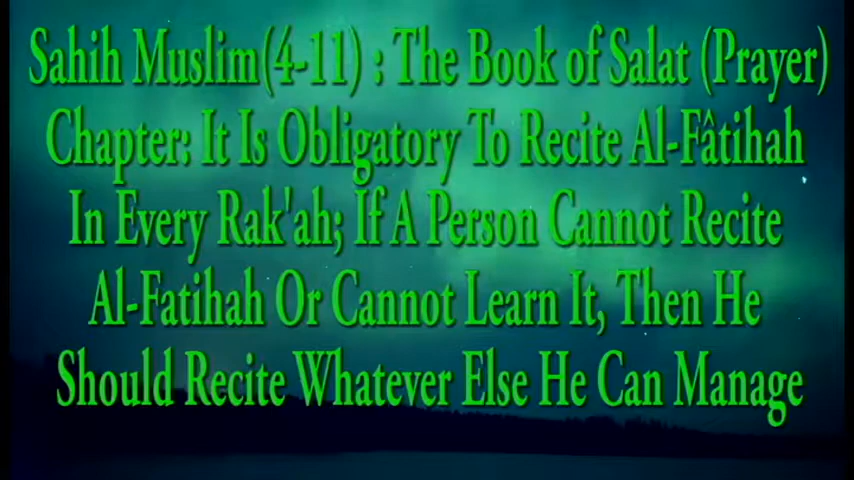 Sahih Muslim(4-11) : The Book of Salat (Prayer)
Chapter: It Is Obligatory To Recite Al-Fâtihah
In Every Rak'ah; If A Person Cannot Recite
Al-Fatihah Or Cannot Learn It, Then He
Should Recite Whatever Else He Can Manage